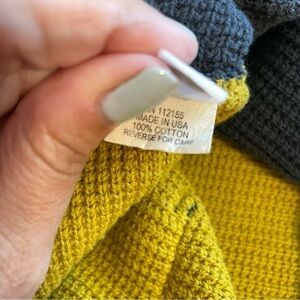 N 112155
MADE IN USA
100% COTTON
REVERSE FOR CARE